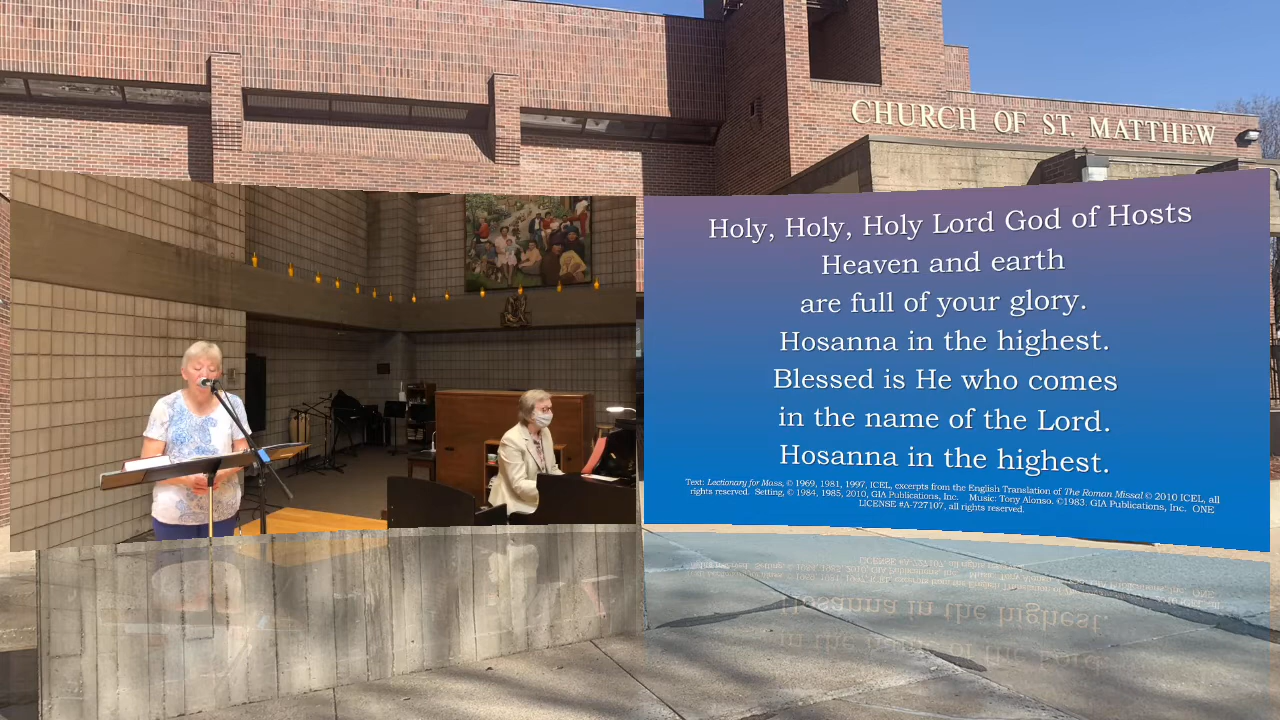 CHURCH OF ST. MATTHEW
Holy, Holy, Holy Lord God of Hosts
Heaven and earth
are full of your glory.
Hosanna in the highest.
Blessed is He who comes
in the name of the Lord.
Hosanna in the highest.
Text: Lectionary for Mass, © 1969, 1981, 1997, ICEL, excerpts from the English Translation of The Roman Missal © 2010 ICEL, all
rights reserved. Setting, © 1984, 1985, 2010, GIA Publications, Inc. Music: Tony Alonso. ©1983. GIA Publications, Inc. ONE
LICENSE #A-727107, all rights reserved.